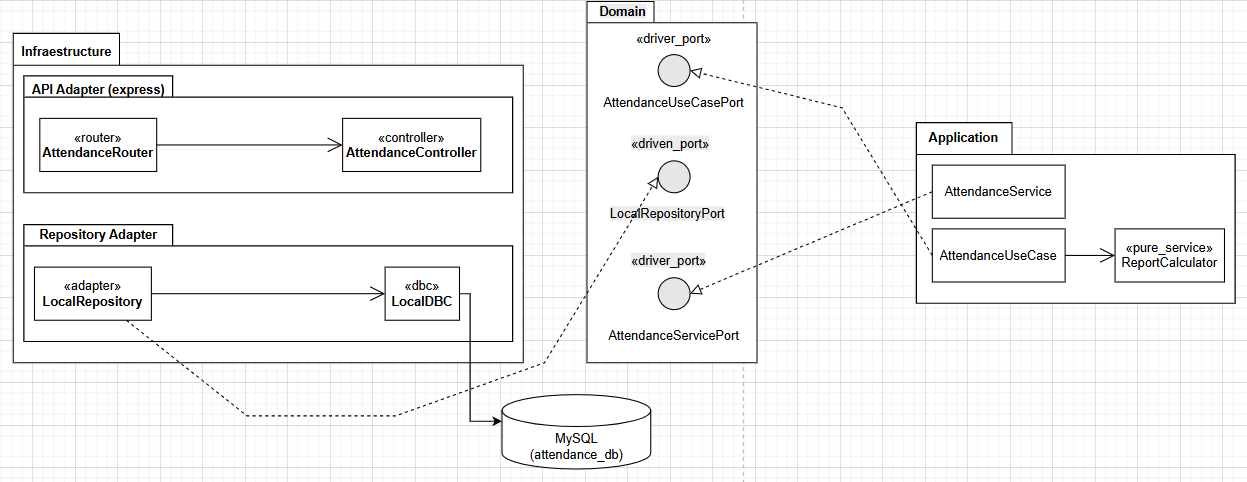 Infraestructure
API Adapter (express)
«router»
AttendanceRouter
«controller»
AttendanceController
Repository Adapter
«adapter»
LocalRepository
«dbc»
LocalDBC
MySQL
(attendance_db)
Domain
«driver_port»
AttendanceUseCasePort
«driven_port»
LocalRepositoryPort
«driver_port»
AttendanceServicePort
Application
AttendanceService
AttendanceUseCase
«pure_service»
ReportCalculator